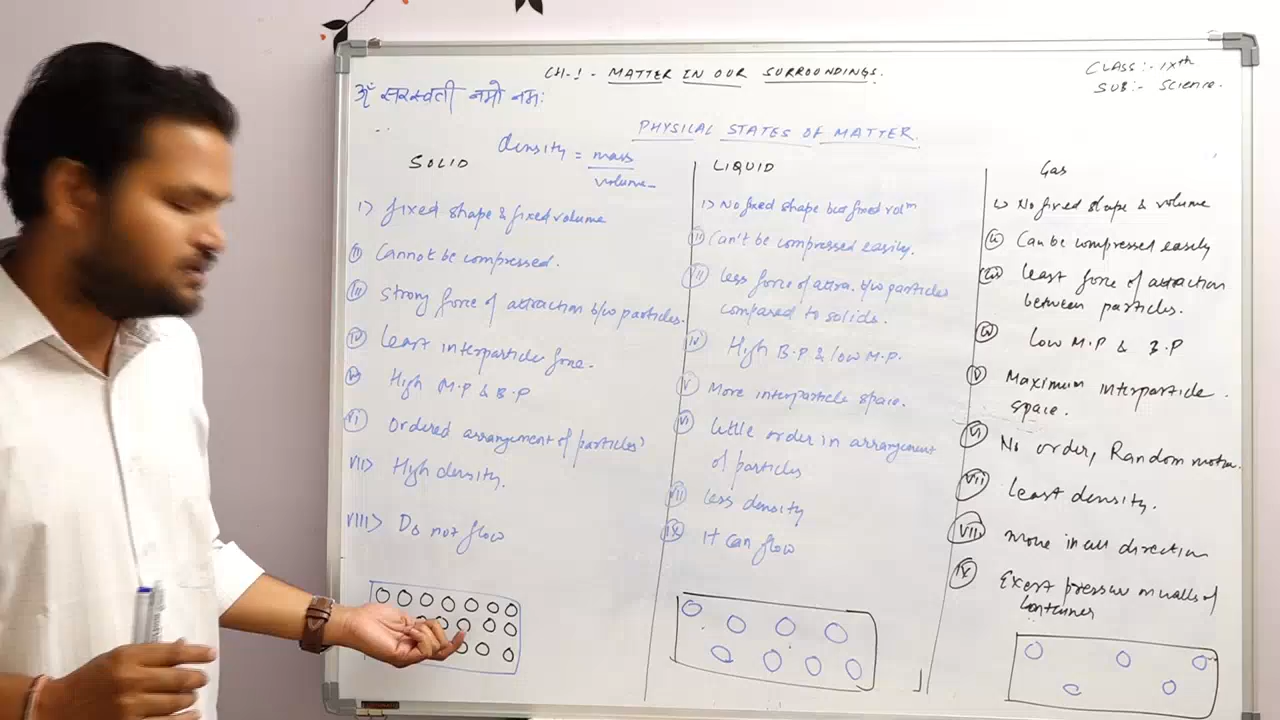 CH-1 - MATTER IN OUR SURROUNDINGS.
CLASS:- IXth
SUB:- Science.
ॐ सरस्वती नमो नमः
PHYSICAL STATES OF MATTER.
density = mass
volume
SOLID
i) fixed shape & fixed volume
ii) Cannot be compressed.
iii) strong force of attraction b/w particles.
iv) Least interparticle
v) High M.P & B.P
vi) Ordered arrangement of particles
VII) High density.
VIII) Do not flow
LIQUID
i) No fixed shape but fixed volm
ii) Can't be compressed easily.
iii) less force of attra. b/w particles
compared to solids.
iv) High B.P & low M.P.
v) More interparticle space.
vi) little order in arrangement
of particles
VII less density
IX It can flow
Gas
i) No fixed shape & volume
ii) Can be compressed easily
iii) Least force of attraction
between particles.
iv) low M.P & B.P
v) Maximum interparticle
space.
vi) No order, Random motion.
VII Least density.
VII move in all direction
IX Exert pressure on walls of
container